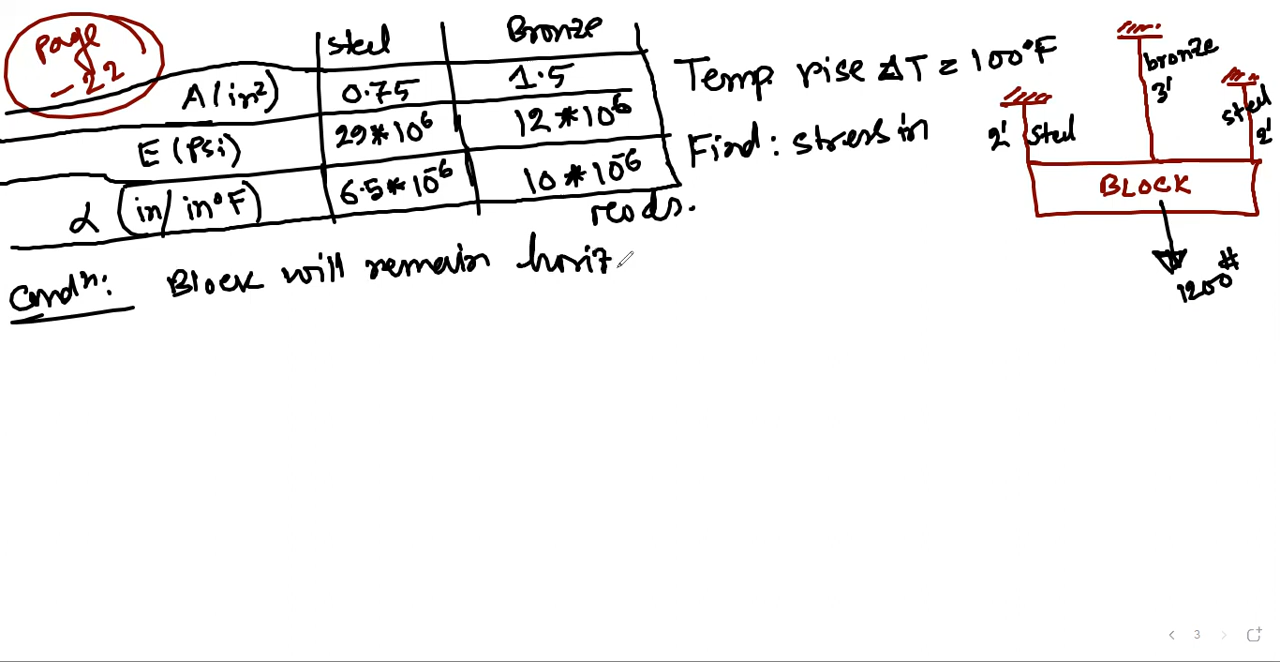 Page
- 22
Steel Bronze
A (in²) 0.75 1.5
E (Psi) 29*10⁶ 12*10⁶
α (in/in°F) 6.5*10⁻⁶ 10*10⁻⁶
Temp rise ΔT = 100°F
Find: stress in
rods.
Condⁿ: Block will remain horiz
bronze
3'
steel
2'
2' Steel
BLOCK
1200#
3